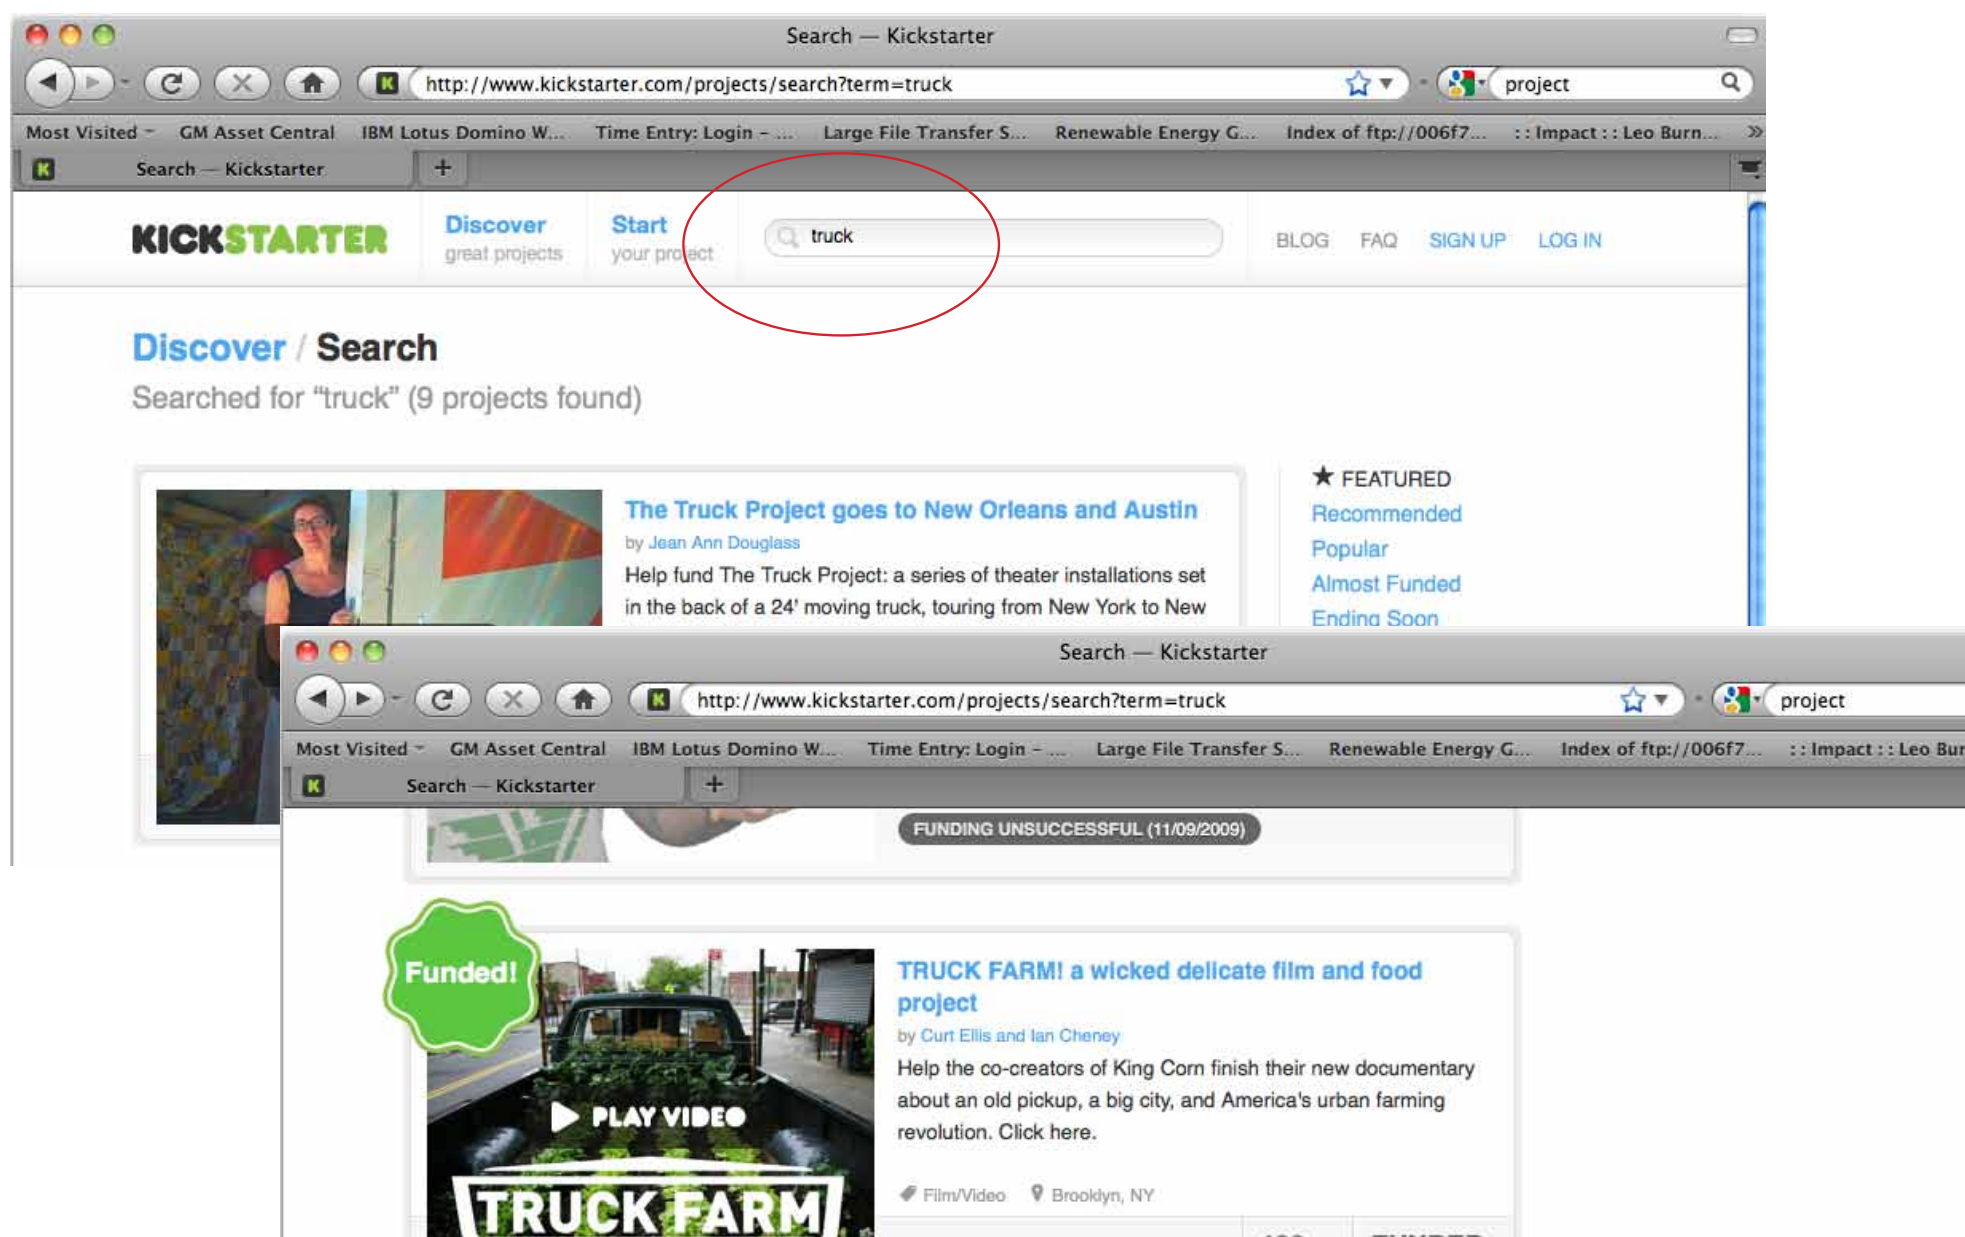 Search — Kickstarter
http://www.kickstarter.com/projects/search?term=truck
project
Most Visited GM Asset Central IBM Lotus Domino W... Time Entry: Login – ... Large File Transfer S... Renewable Energy G... Index of ftp://006f7... :: Impact :: Leo Burn... »
Search — Kickstarter +
KICKSTARTER
Discover
great projects
Start
your project
truck
BLOG FAQ SIGN UP LOG IN
Discover / Search
Searched for “truck” (9 projects found)
The Truck Project goes to New Orleans and Austin
by Jean Ann Douglass
Help fund The Truck Project: a series of theater installations set
in the back of a 24' moving truck, touring from New York to New
★ FEATURED
Recommended
Popular
Almost Funded
Ending Soon
Search — Kickstarter
http://www.kickstarter.com/projects/search?term=truck
project
Most Visited GM Asset Central IBM Lotus Domino W... Time Entry: Login – ... Large File Transfer S... Renewable Energy G... Index of ftp://006f7... :: Impact :: Leo Bur
Search — Kickstarter +
FUNDING UNSUCCESSFUL (11/09/2009)
Funded!
PLAY VIDEO
TRUCK FARM
TRUCK FARM! a wicked delicate film and food
project
by Curt Ellis and Ian Cheney
Help the co-creators of King Corn finish their new documentary
about an old pickup, a big city, and America's urban farming
revolution. Click here.
Film/Video Brooklyn, NY
FUNDED